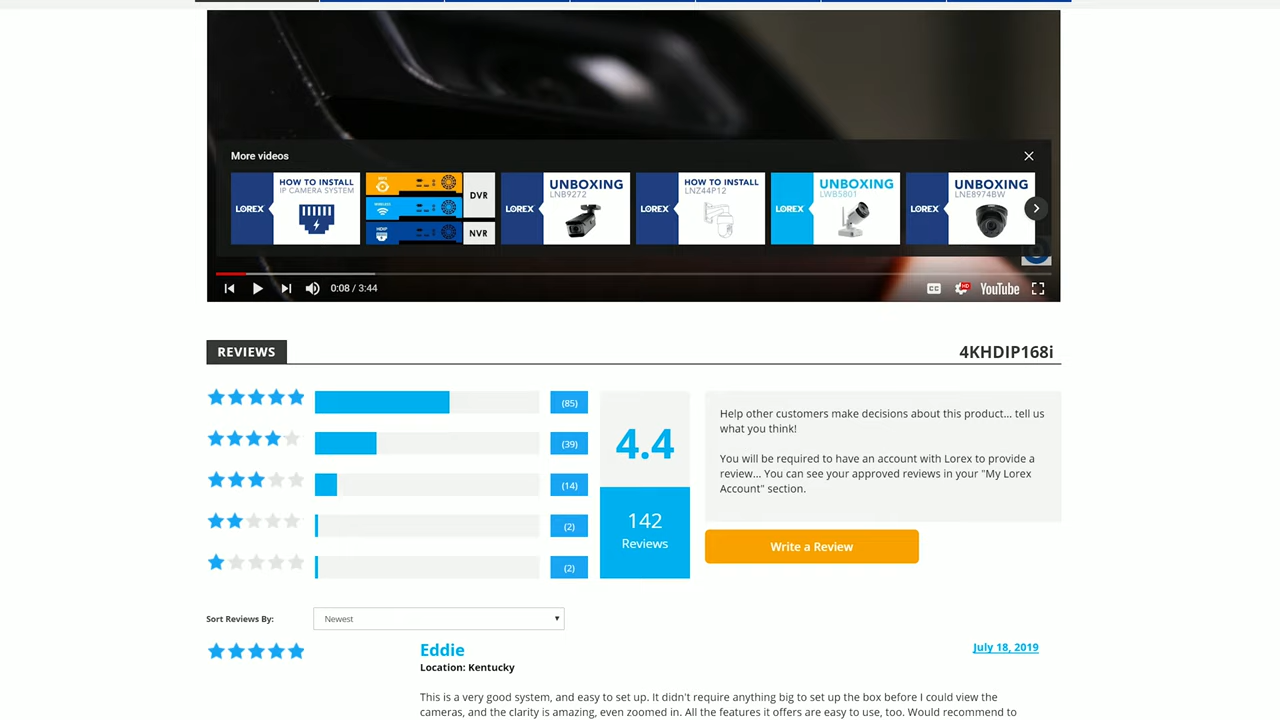 More videos
HOW TO INSTALL
IP CAMERA SYSTEM
LOREX
DVR
NVR
UNBOXING
LNB9272
LOREX
HOW TO INSTALL
LNZ44P12
LOREX
UNBOXING
LWB5801
LOREX
UNBOXING
LNE8974BW
LOREX
0:08 / 3:44
CC
HD
YouTube
REVIEWS
4KHDIP168i
(85)
(39)
(14)
(2)
(2)
4.4
142
Reviews
Help other customers make decisions about this product... tell us
what you think!
You will be required to have an account with Lorex to provide a
review... You can see your approved reviews in your "My Lorex
Account" section.
Write a Review
Sort Reviews By:
Newest
Eddie
July 18, 2019
Location: Kentucky
This is a very good system, and easy to set up. It didn't require anything big to set up the box before I could view the
cameras, and the clarity is amazing, even zoomed in. All the features it offers are easy to use, too. Would recommend to